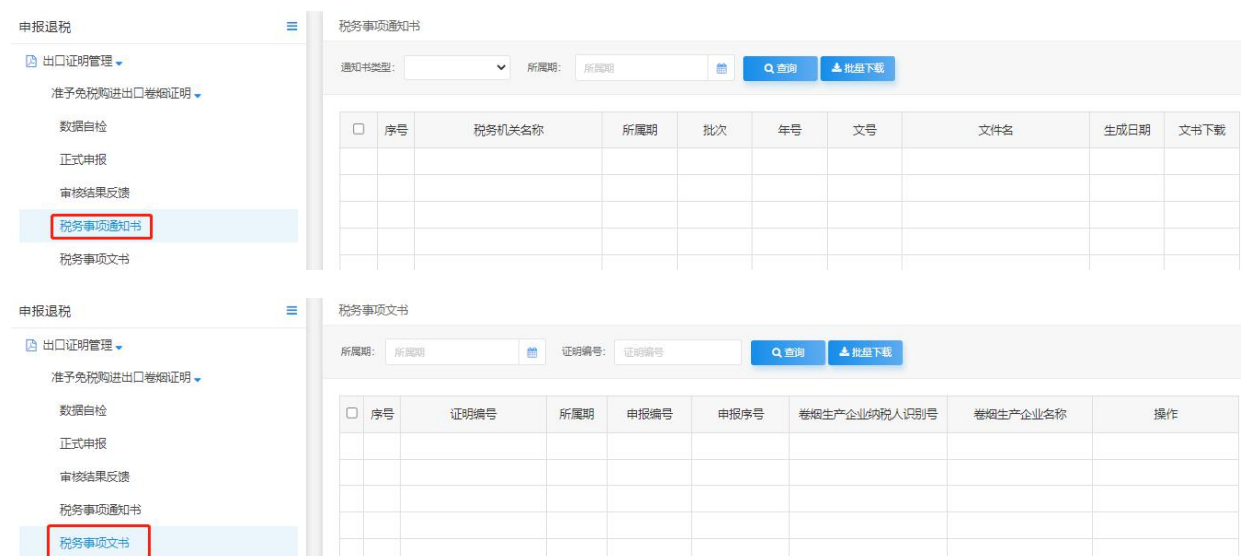 申报退税
税务事项通知书
出口证明管理
通知书类型: 所属期: 所属期 查询 批量下载
准予免税购进出口卷烟证明
数据自检
序号 税务机关名称 所属期 批次 年号 文号 文件名 生成日期 文书下载
正式申报
审核结果反馈
税务事项通知书
税务事项文书
申报退税
税务事项文书
出口证明管理
所属期: 所属期 证明编号: 证明编号 查询 批量下载
准予免税购进出口卷烟证明
数据自检
序号 证明编号 所属期 申报编号 申报序号 卷烟生产企业纳税人识别号 卷烟生产企业名称 操作
正式申报
审核结果反馈
税务事项通知书
税务事项文书